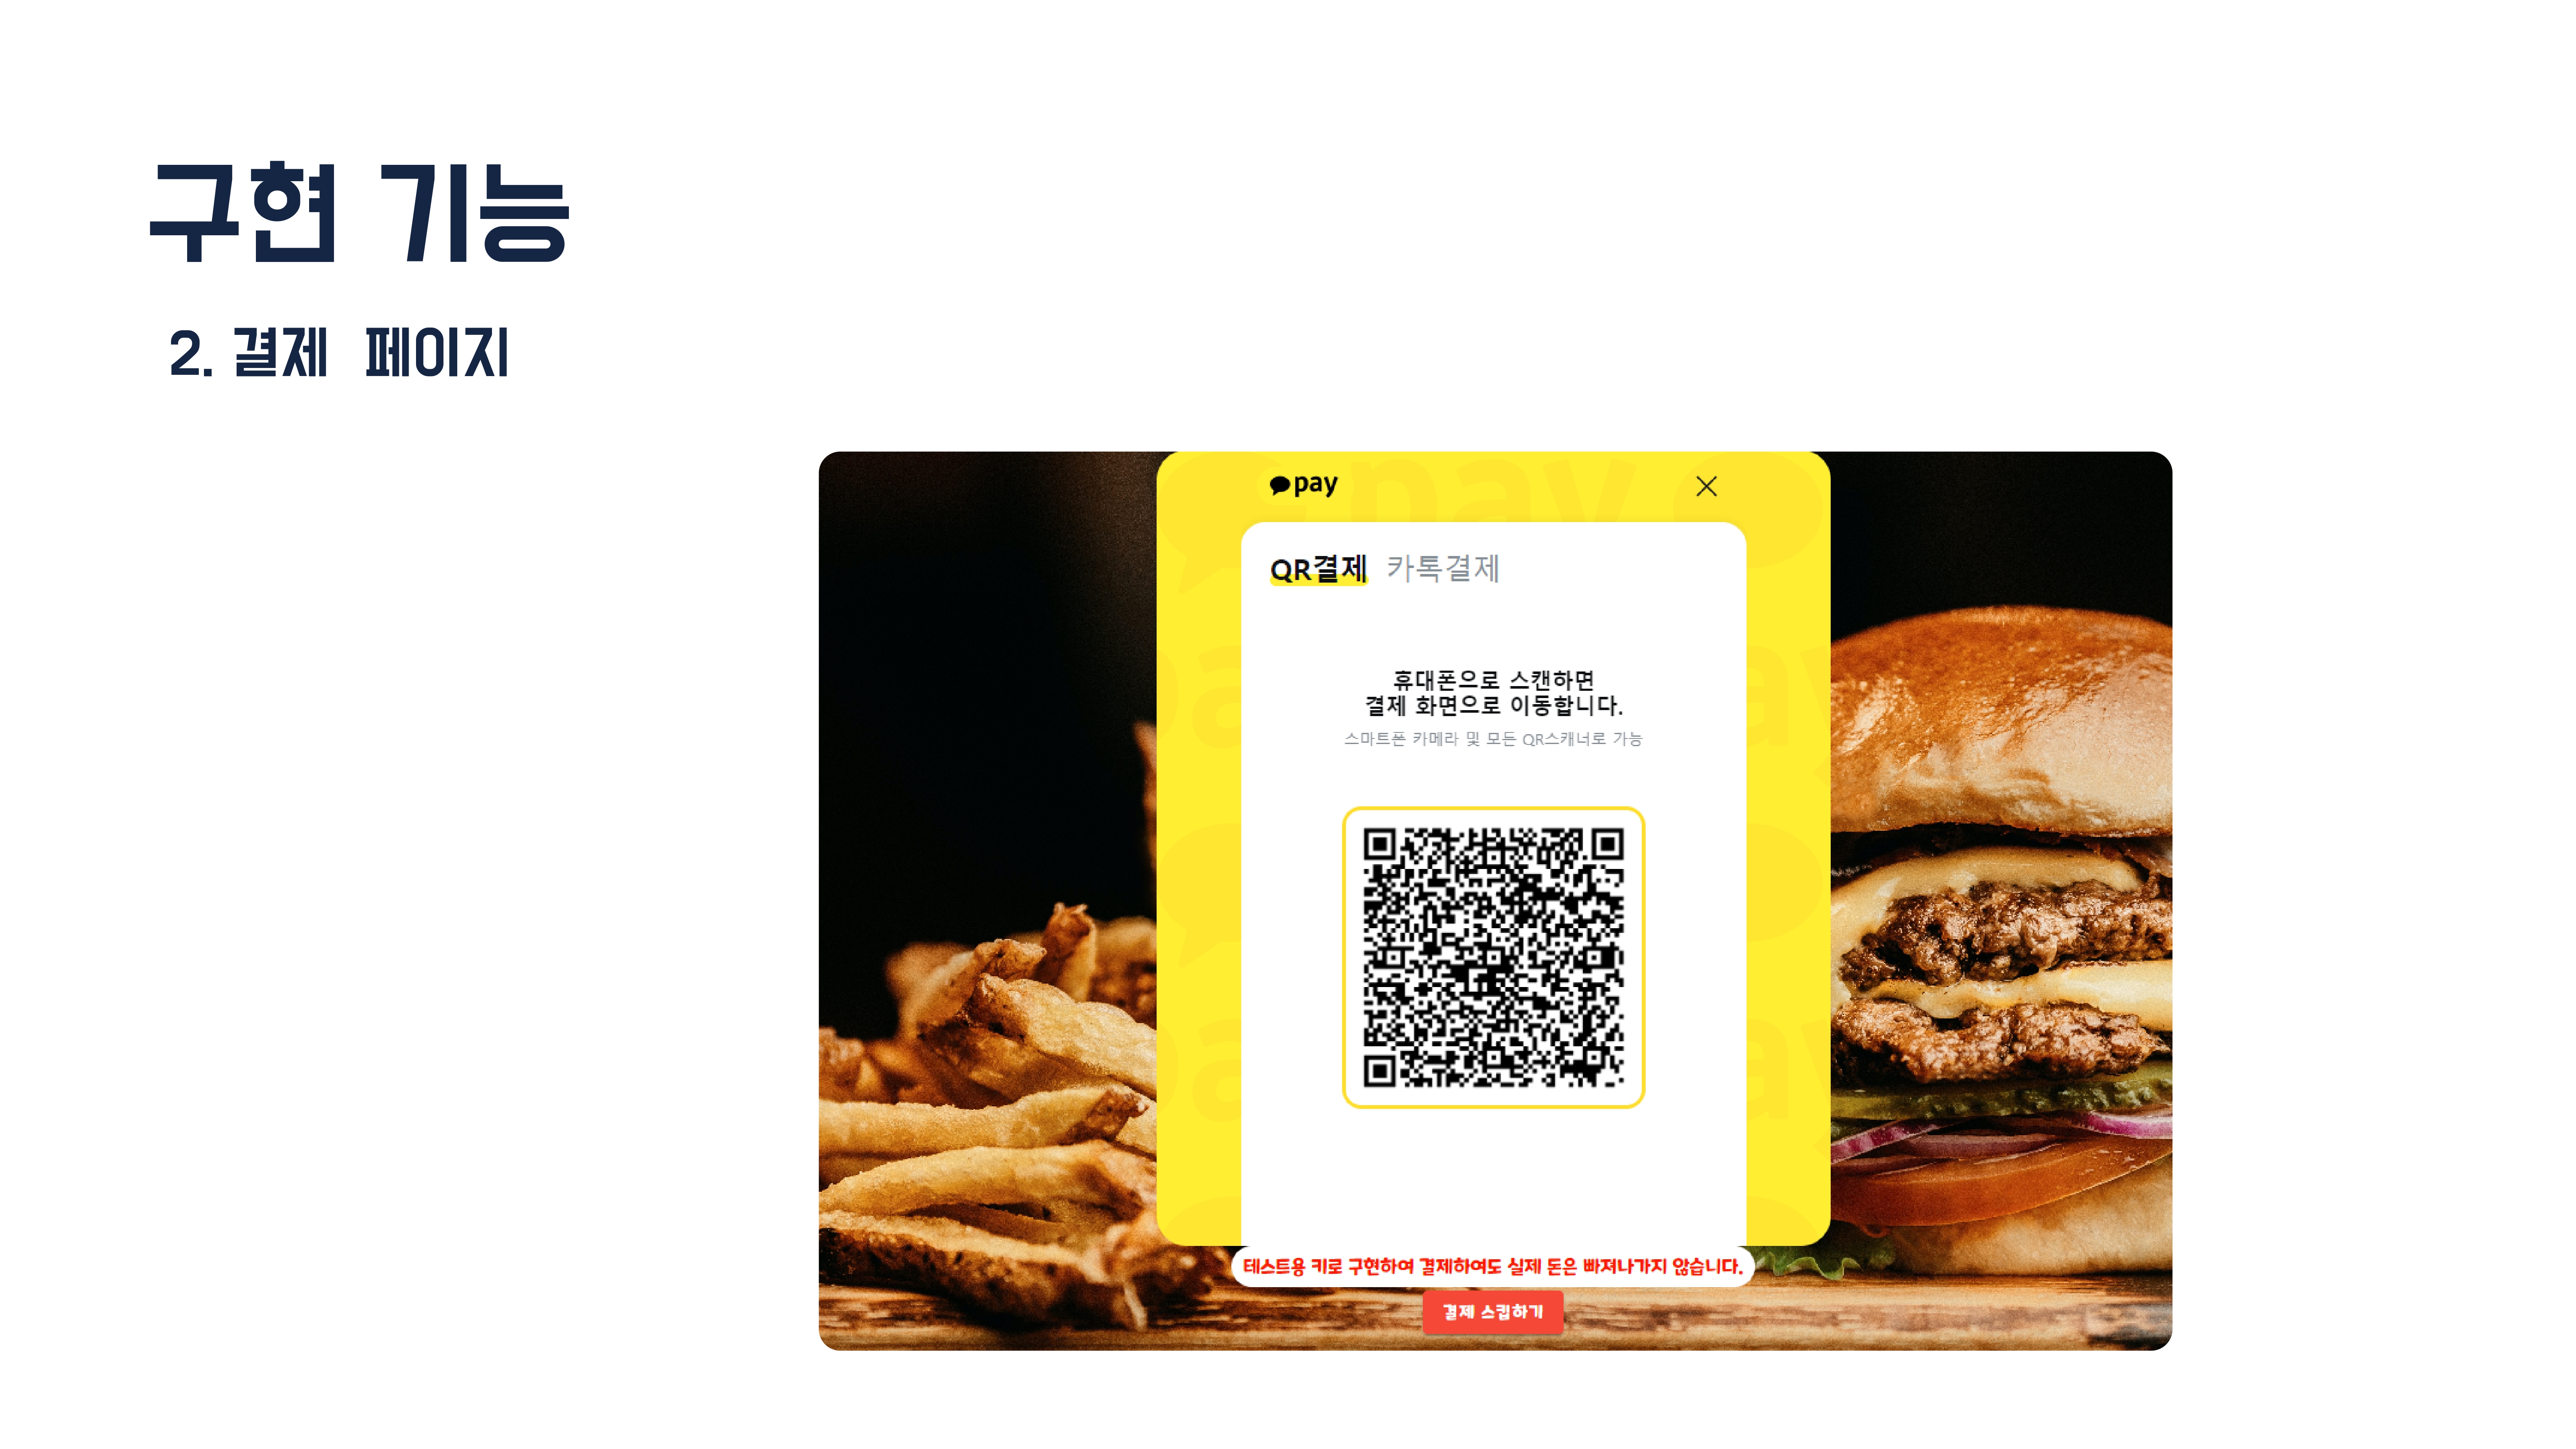 구현 기능
2. 결제 페이지
pay
QR결제 카톡결제
휴대폰으로 스캔하면
결제 화면으로 이동합니다.
스마트폰 카메라 및 모든 QR스캐너로 가능
테스트용 키로 구현하여 결제하여도 실제 돈은 빠져나가지 않습니다.
결제 스킵하기